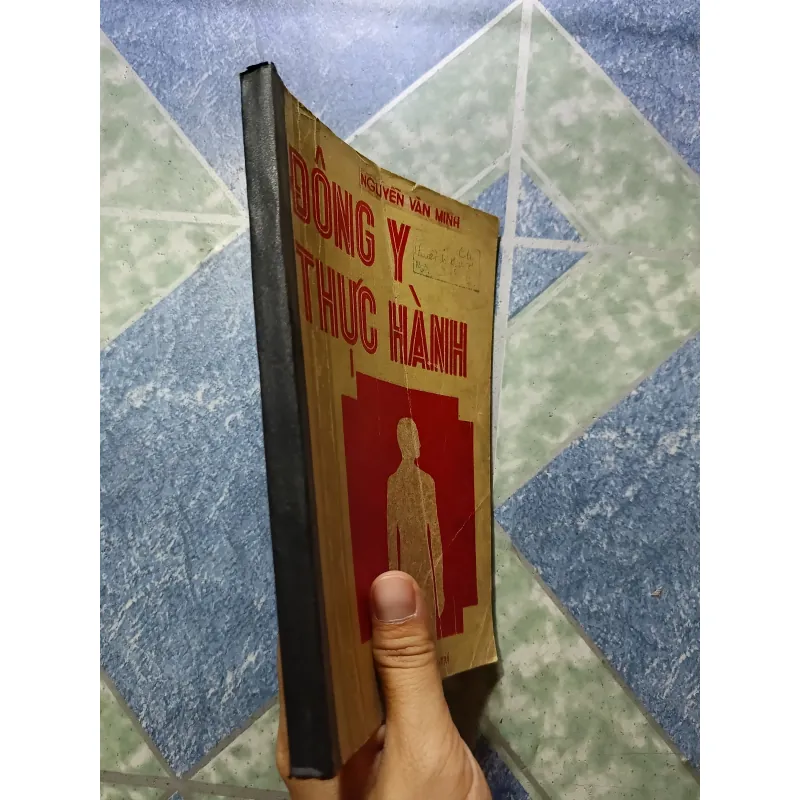 NGUYỄN VĂN MINH
ĐÔNG Y
THỰC HÀNH